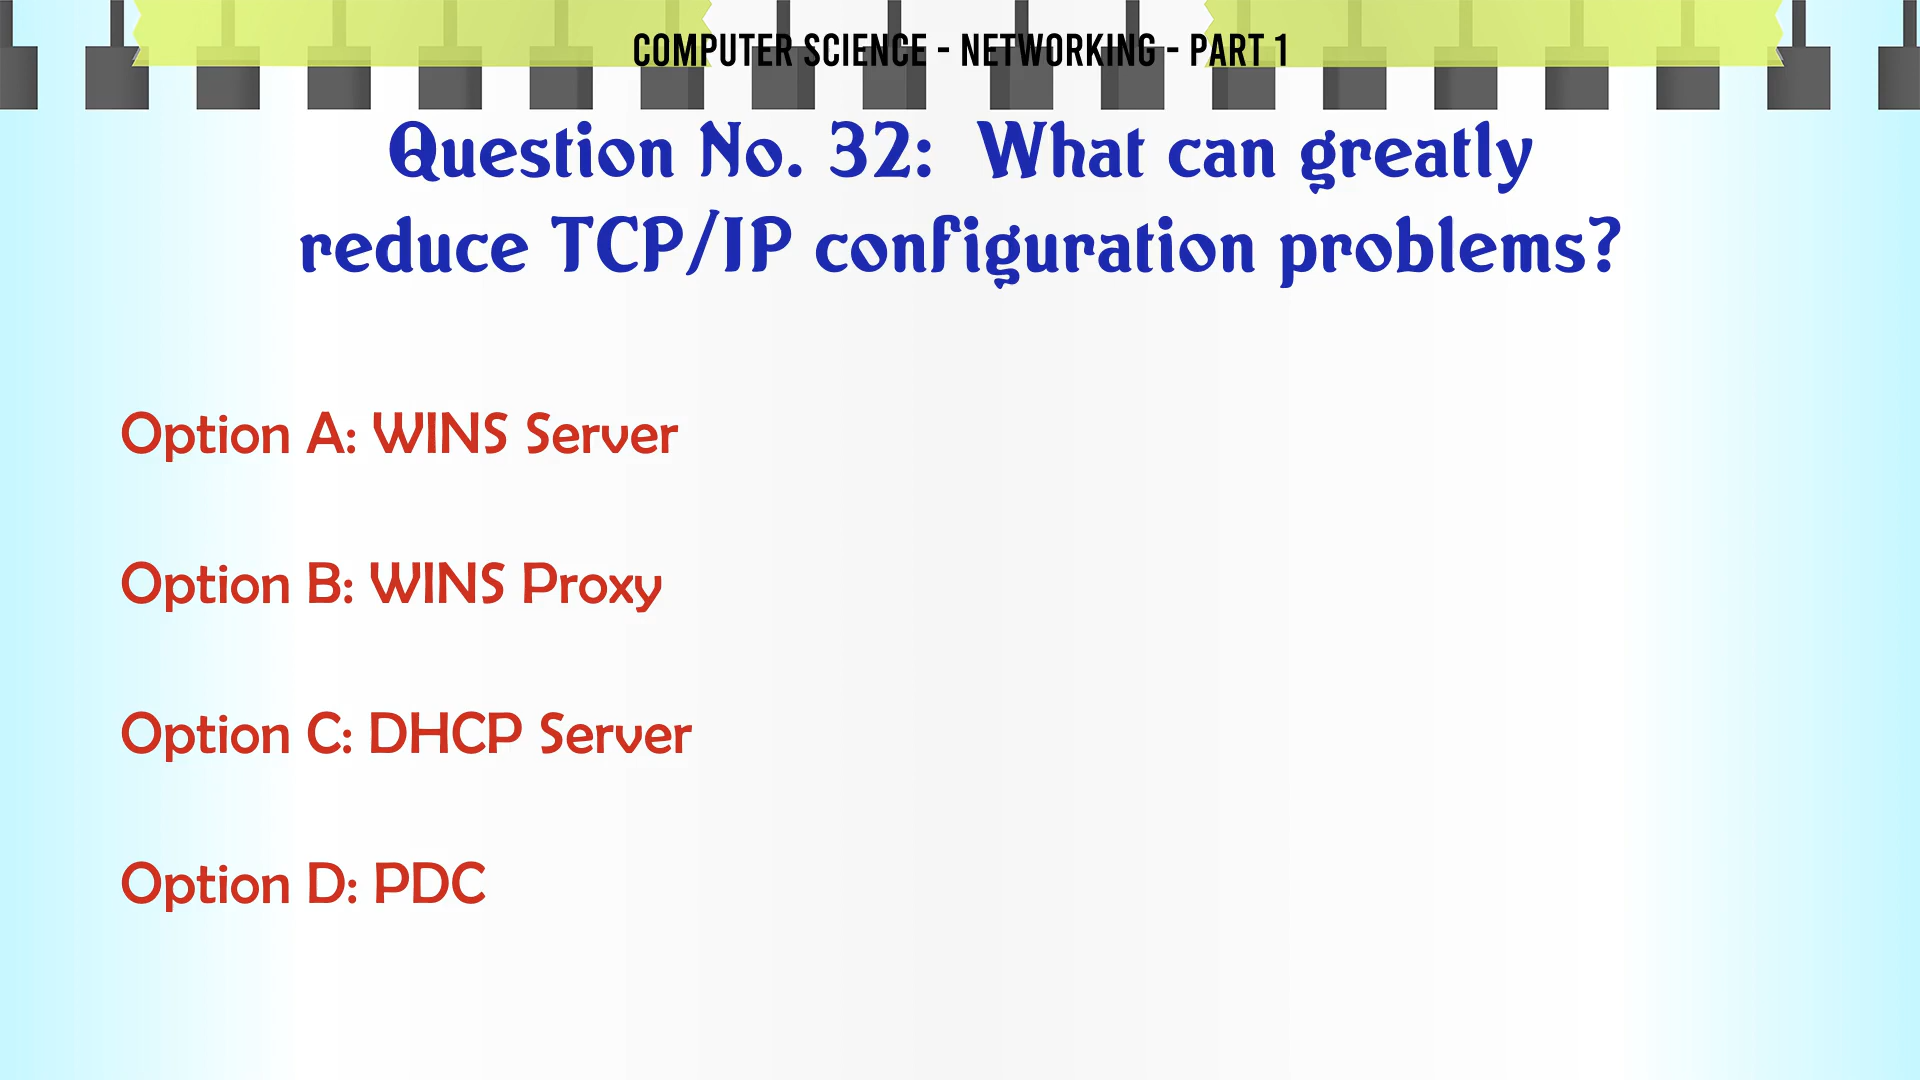 COMPUTER SCIENCE - NETWORKING - PART 1
Question No. 32: What can greatly
reduce TCP/IP configuration problems?
Option A: WINS Server
Option B: WINS Proxy
Option C: DHCP Server
Option D: PDC